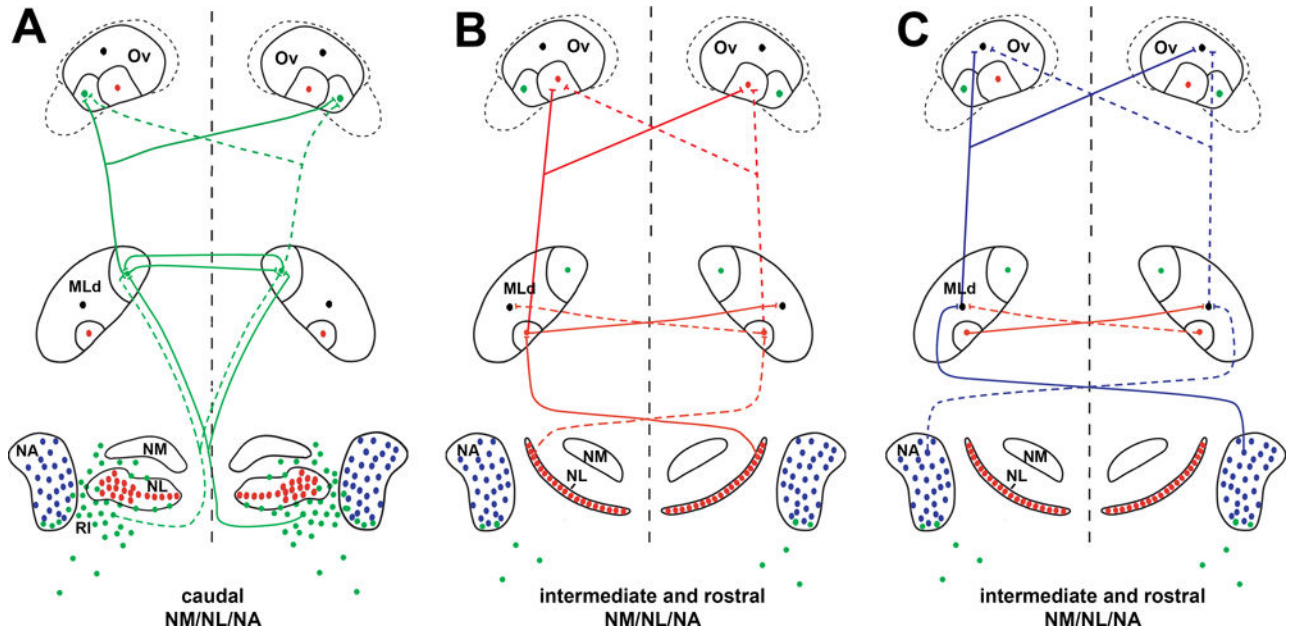 A
Ov
Ov
MLd
NA
NM
NL
RI
caudal
NM/NL/NA
B
Ov
Ov
MLd
NA
NM
NL
intermediate and rostral
NM/NL/NA
C
Ov
Ov
MLd
NA
NM
NL
intermediate and rostral
NM/NL/NA